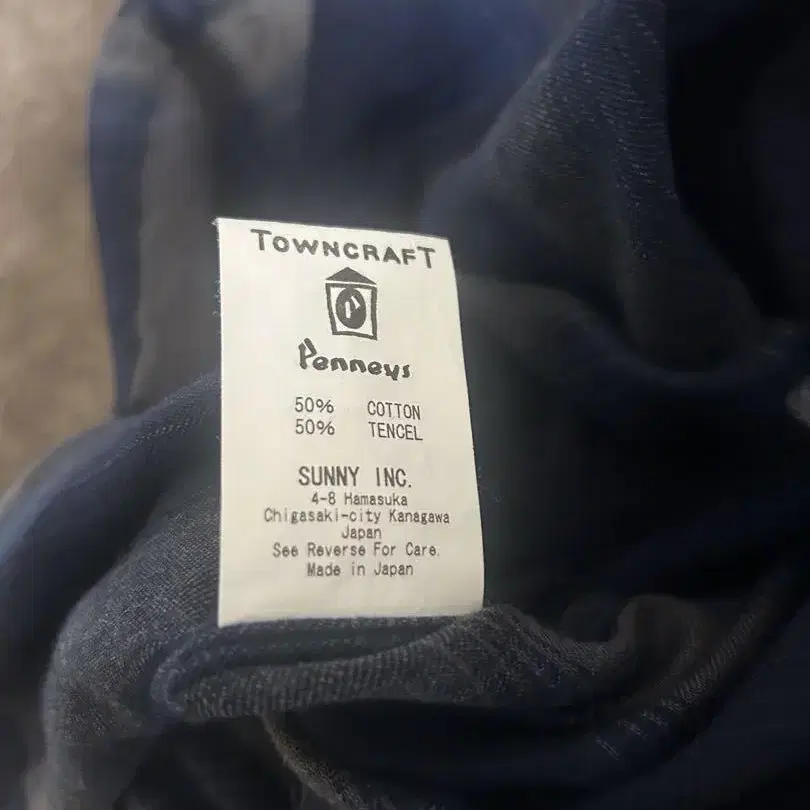 TOWNCRAFT
Penneys
50% COTTON
50% TENCEL
SUNNY INC.
4-8 Hamasuka
Chigasaki-city Kanagawa
Japan
See Reverse For Care.
Made in Japan